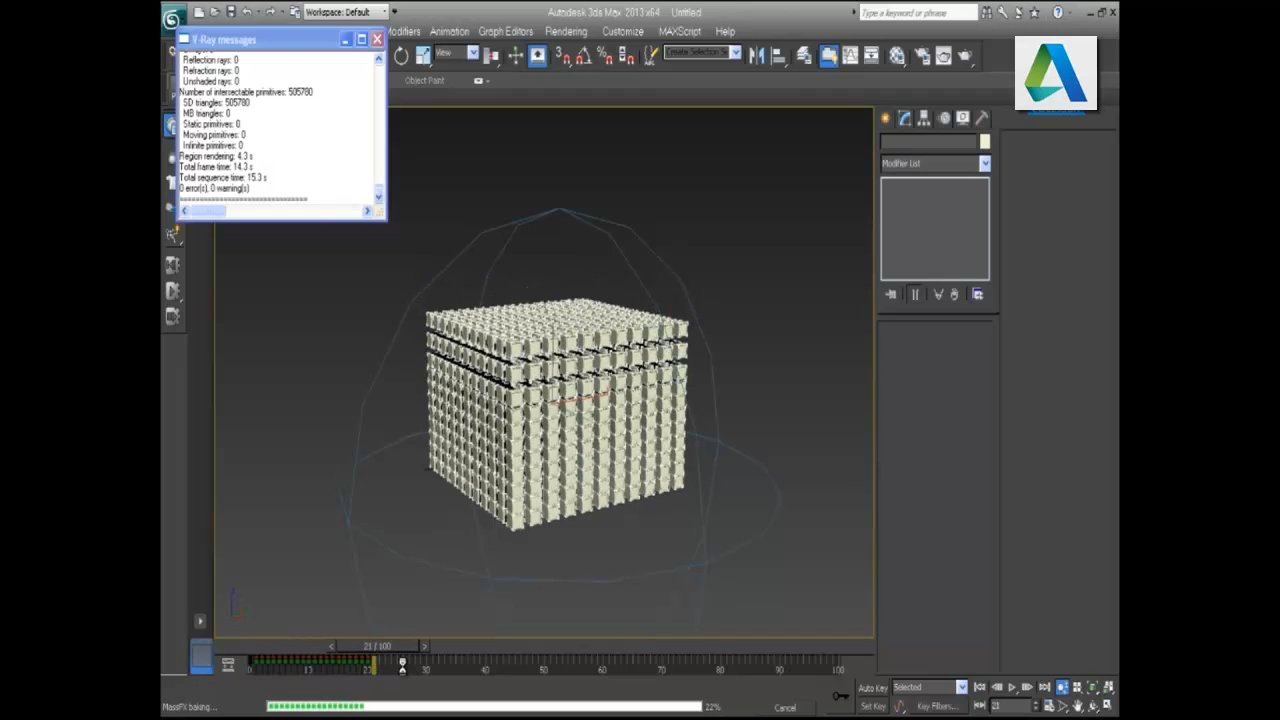 Workspace: Default
Autodesk 3ds Max 2013 x64 Untitled
Type a keyword or phrase
Modifiers Animation Graph Editors Rendering Customize MAXScript Help
V-Ray messages
Reflection rays: 0
Refraction rays: 0
Unshaded rays: 0
Number of intersectable primitives: 505780
SD triangles: 505780
MB triangles: 0
Static primitives: 0
Moving primitives: 0
Infinite primitives: 0
Region rendering: 4.3 s
Total frame time: 14.3 s
Total sequence time: 15.3 s
0 error(s), 0 warning(s)
==============================
View
Create Selection Se
Object Paint
Modifier List
21 / 100
0 10 20 30 40 50 60 70 80 90 100
MassFX baking...
22%
Cancel
Auto Key Selected
Set Key Key Filters...
21